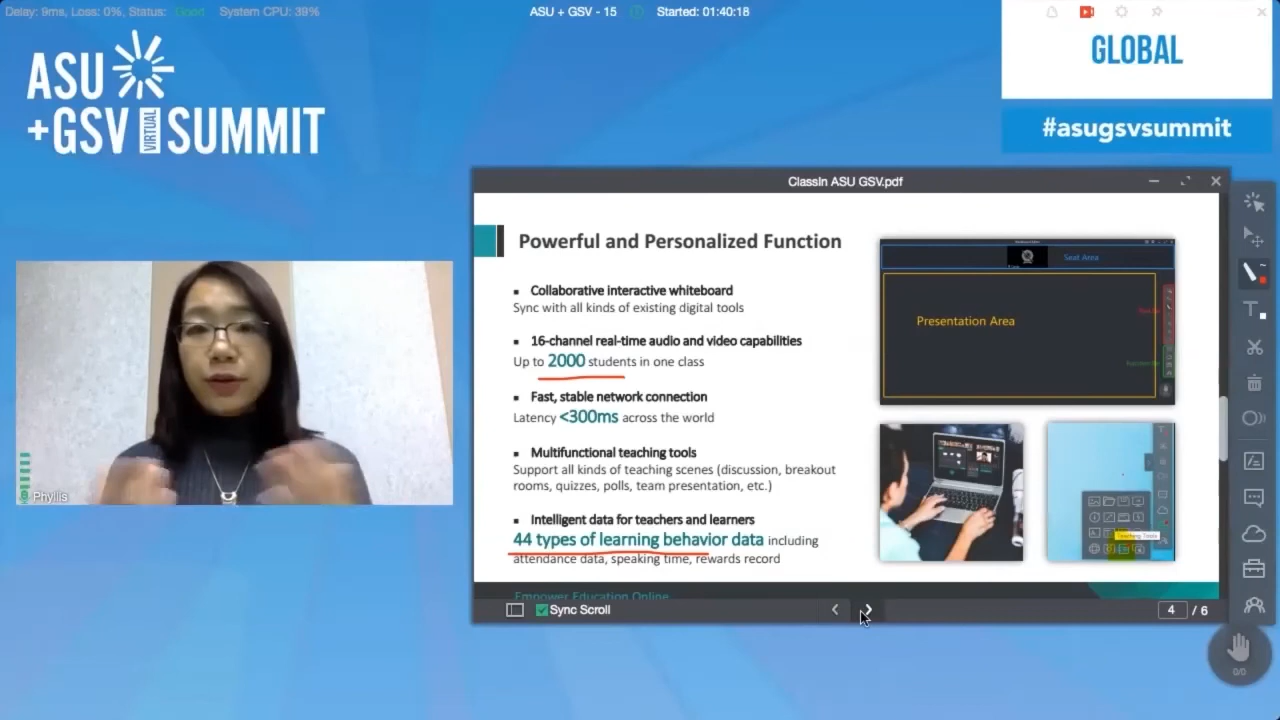 Delay: 9ms, Loss: 0%, Status: Good System CPU: 39%
ASU + GSV - 15
Started: 01:40:18
ASU
+GSV VIRTUAL SUMMIT
GLOBAL
#asugsvsummit
ClassIn ASU GSV.pdf
Powerful and Personalized Function
▪ Collaborative interactive whiteboard
Sync with all kinds of existing digital tools
▪ 16-channel real-time audio and video capabilities
Up to 2000 students in one class
▪ Fast, stable network connection
Latency <300ms across the world
▪ Multifunctional teaching tools
Support all kinds of teaching scenes (discussion, breakout
rooms, quizzes, polls, team presentation, etc.)
▪ Intelligent data for teachers and learners
44 types of learning behavior data including
attendance data, speaking time, rewards record
Empower Education Online
Seat Area
Presentation Area
Teaching Tools
Phyllis
Sync Scroll
4 / 6
0/0